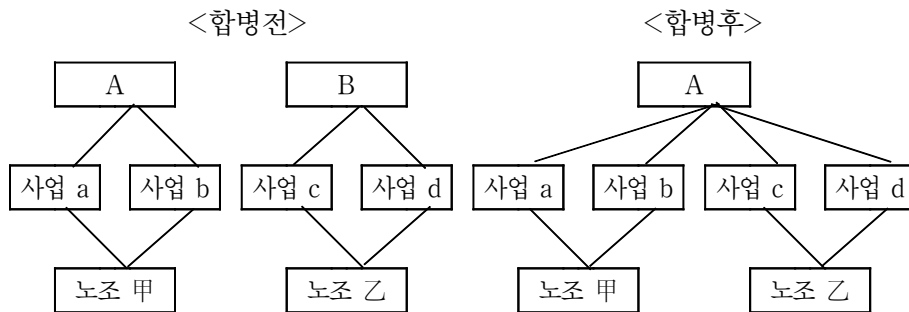 <합병전> <합병후>
A B A
사업 a 사업 b 사업 c 사업 d 사업 a 사업 b 사업 c 사업 d
노조 甲 노조 乙 노조 甲 노조 乙